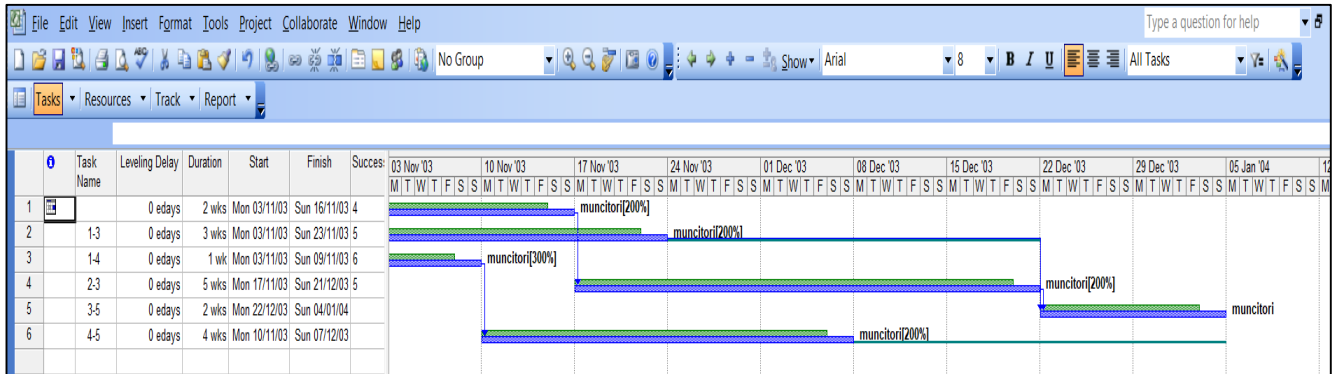 File Edit View Insert Format Tools Project Collaborate Window Help Type a question for help
No Group Show Arial 8 B I U All Tasks
Tasks Resources Track Report
Task Name Leveling Delay Duration Start Finish Succes: 03 Nov '03 10 Nov '03 17 Nov '03 24 Nov '03 01 Dec '03 08 Dec '03 15 Dec '03 22 Dec '03 29 Dec '03 05 Jan '04 12
M T W T F S S M T W T F S S M T W T F S S M T W T F S S M T W T F S S M T W T F S S M T W T F S S M T W T F S S M T W T F S S M T W T F S S M
1 0 edays 2 wks Mon 03/11/03 Sun 16/11/03 4 muncitori[200%]
2 1-3 0 edays 3 wks Mon 03/11/03 Sun 23/11/03 5 muncitori[200%]
3 1-4 0 edays 1 wk Mon 03/11/03 Sun 09/11/03 6 muncitori[300%]
4 2-3 0 edays 5 wks Mon 17/11/03 Sun 21/12/03 5 muncitori[200%]
5 3-5 0 edays 2 wks Mon 22/12/03 Sun 04/01/04 muncitori
6 4-5 0 edays 4 wks Mon 10/11/03 Sun 07/12/03 muncitori[200%]